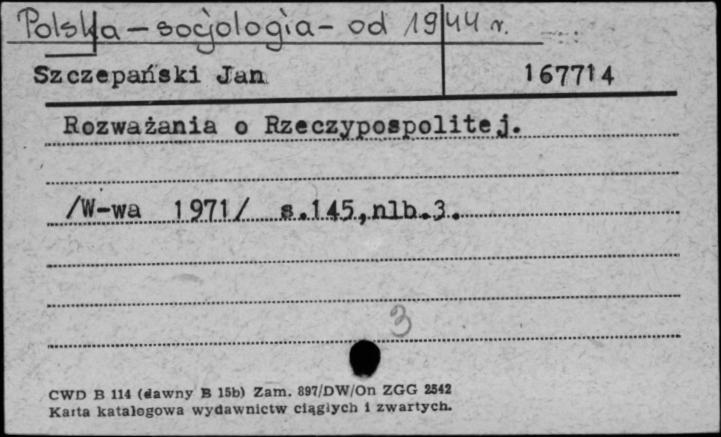 Polska - socjologia - od 1944 r.
Szczepański Jan 167714
Rozważania o Rzeczypospolitej.
/W-wa 1971/ s.145,nlb.3.
3
CWD B 114 (dawny B 15b) Zam. 897/DW/On ZGG 2542
Karta katalogowa wydawnictw ciągłych i zwartych.